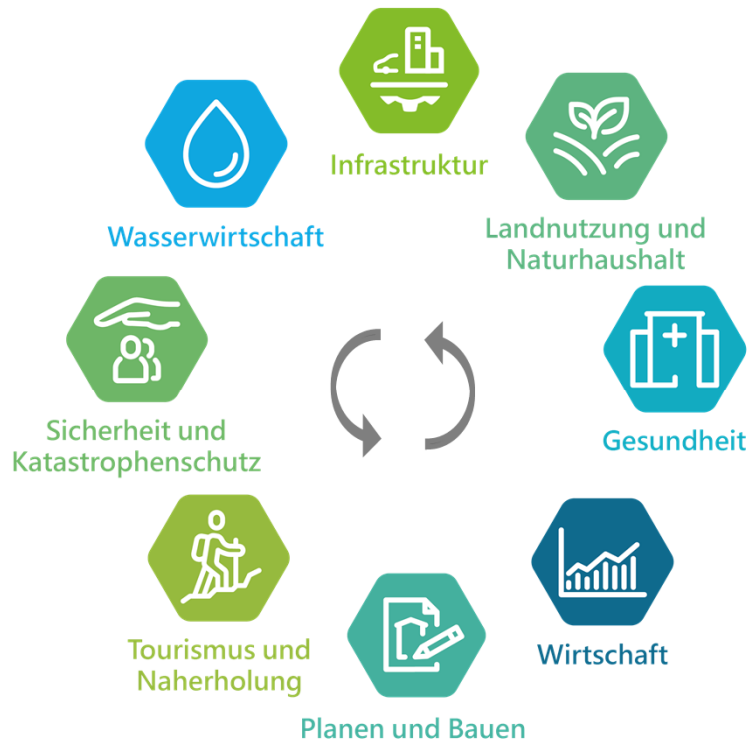 Infrastruktur
Wasserwirtschaft
Landnutzung und
Naturhaushalt
Sicherheit und
Katastrophenschutz
Gesundheit
Tourismus und
Naherholung
Wirtschaft
Planen und Bauen